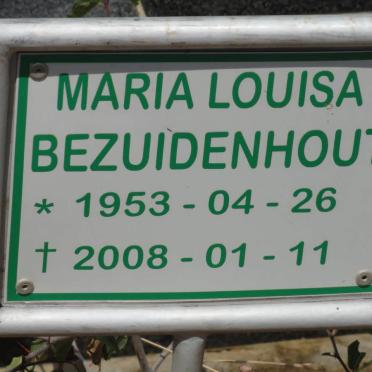 MARIA LOUISA
BEZUIDENHOUT
* 1953 - 04 - 26
† 2008 - 01 - 11